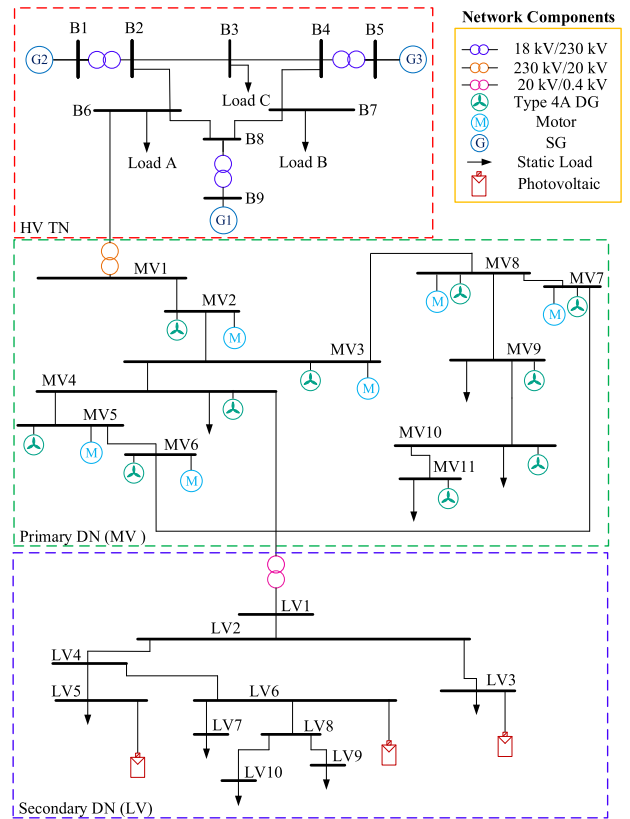 Network Components
18 kV/230 kV
230 kV/20 kV
20 kV/0.4 kV
Type 4A DG
M Motor
G SG
Static Load
Photovoltaic
B1 B2 B3 B4 B5
G2 G3
Load C
B6 B7
B8
Load A Load B
B9
G1
HV TN
MV1 MV8
MV7
MV2 M
M
M
MV3 MV9
M
MV4
MV5 MV10
M MV6
MV11
M
Primary DN (MV )
LV1
LV2
LV4
LV5 LV6 LV3
LV7 LV8
LV9
LV10
Secondary DN (LV)